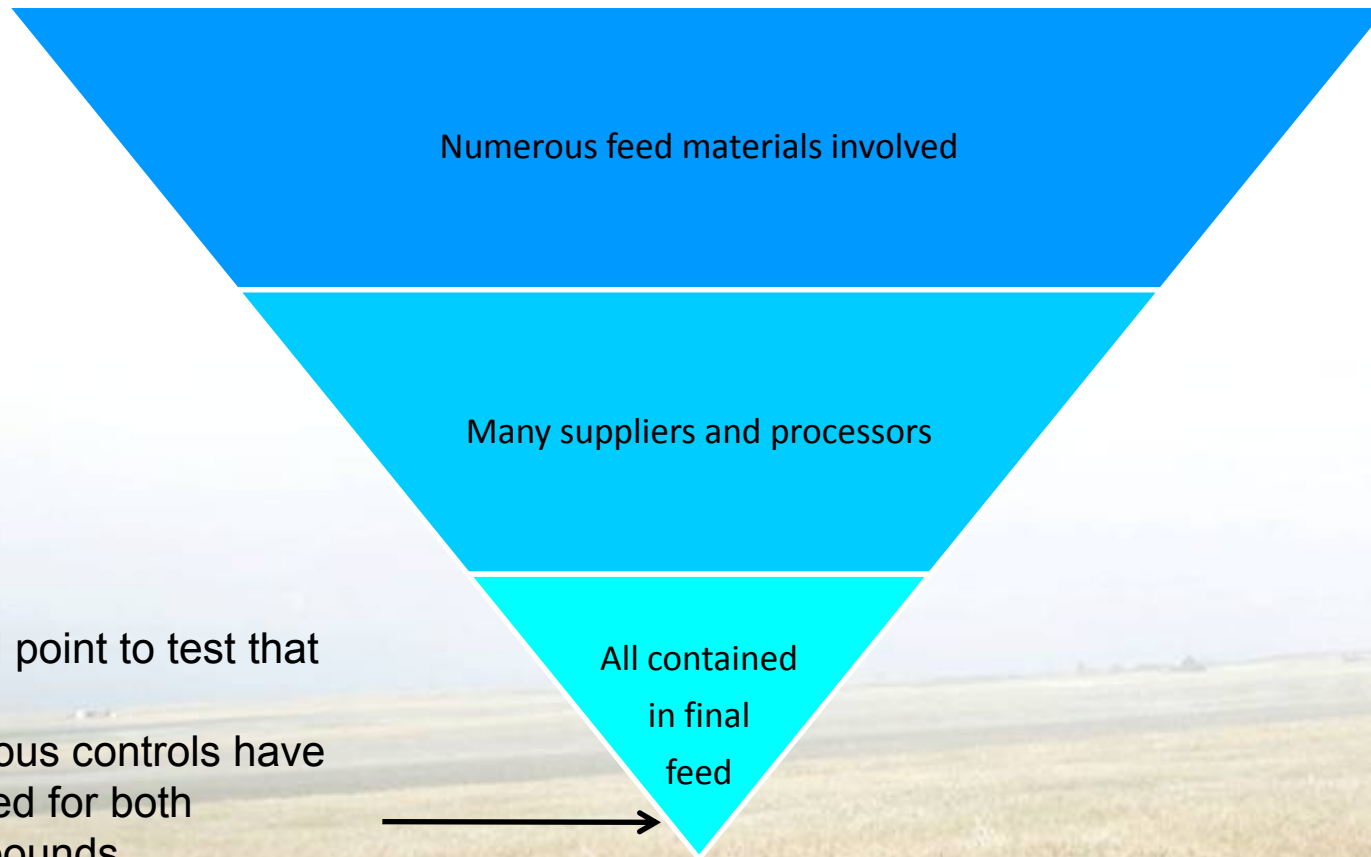 Numerous feed materials involved
Many suppliers and processors
All contained
in final
feed
point to test that
ous controls have
ed for both
ounds